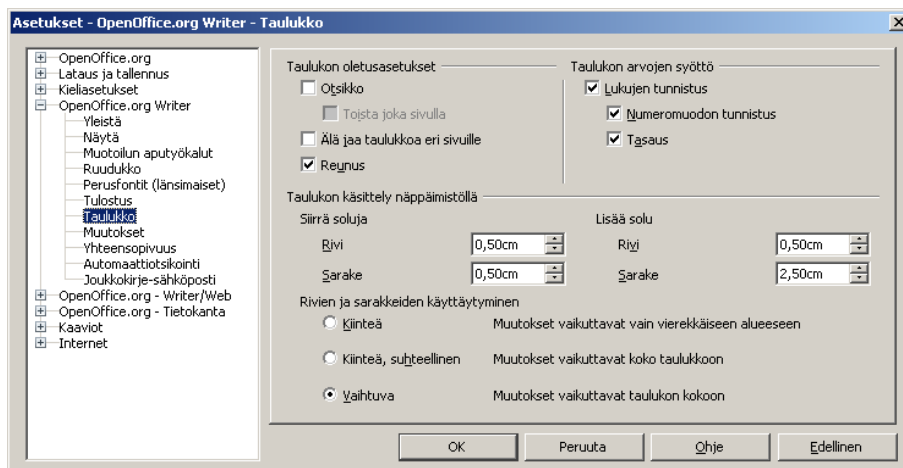 Asetukset - OpenOffice.org Writer - Taulukko
OpenOffice.org
Lataus ja tallennus
Kieliasetukset
OpenOffice.org Writer
Yleistä
Näytä
Muotoilun aputyökalut
Ruudukko
Perusfontit (länsimaiset)
Tulostus
Taulukko
Muutokset
Yhteensopivuus
Automaattiotsikointi
Joukkokirje-sähköposti
OpenOffice.org - Writer/Web
OpenOffice.org - Tietokanta
Kaaviot
Internet
Taulukon oletusasetukset
Otsikko
Toista joka sivulla
Älä jaa taulukkoa eri sivuille
Reunus
Taulukon arvojen syöttö
Lukujen tunnistus
Numeromuodon tunnistus
Tasaus
Taulukon käsittely näppäimistöllä
Siirrä soluja
Rivi 0,50cm
Sarake 0,50cm
Lisää solu
Rivi 0,50cm
Sarake 2,50cm
Rivien ja sarakkeiden käyttäytyminen
Kiinteä Muutokset vaikuttavat vain vierekkäiseen alueeseen
Kiinteä, suhteellinen Muutokset vaikuttavat koko taulukkoon
Vaihtuva Muutokset vaikuttavat taulukon kokoon
OK Peruuta Ohje Edellinen